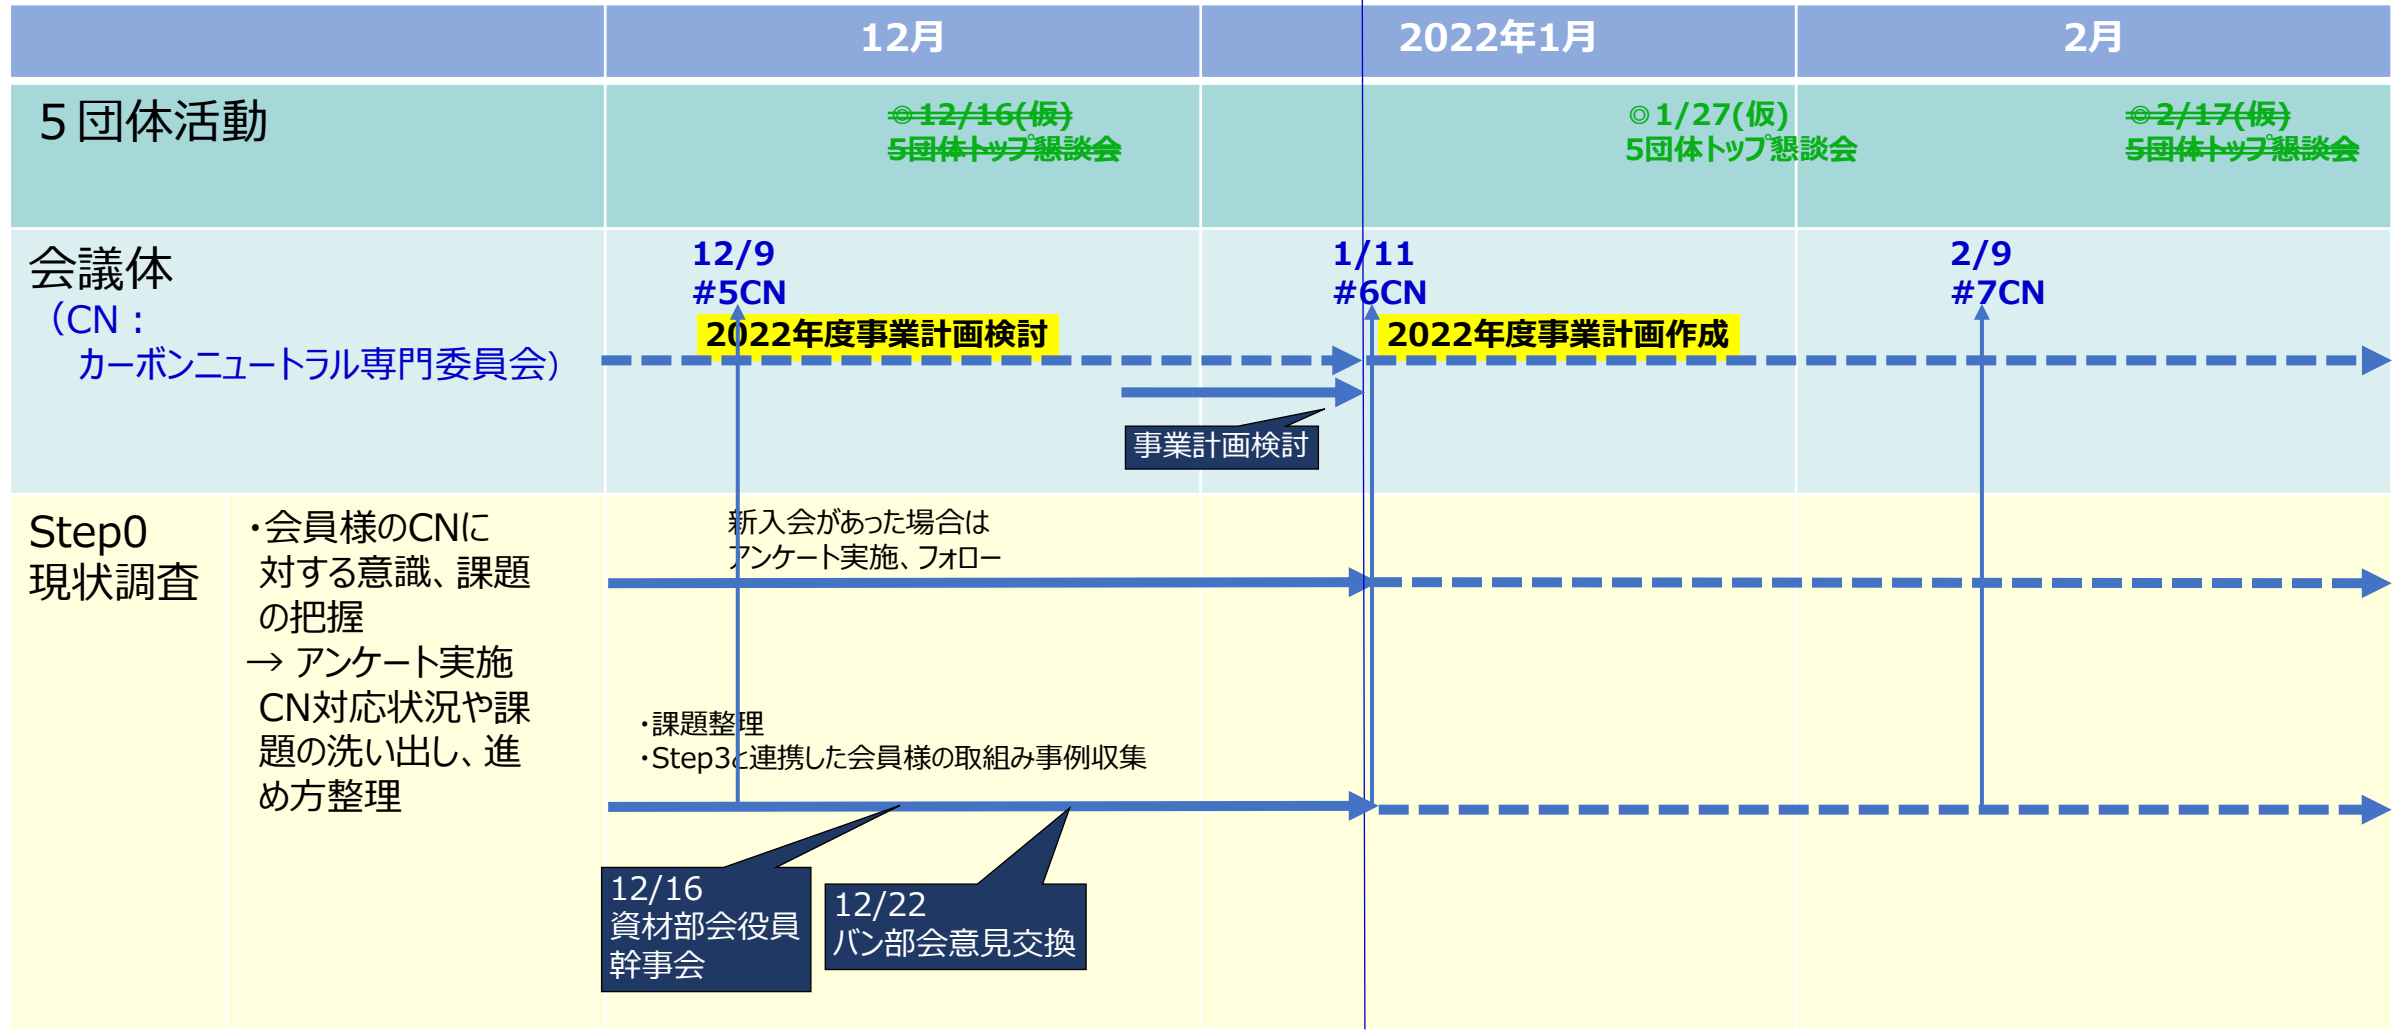 12月
2022年1月
2月
５団体活動
◎12/16(仮)
5団体トップ懇談会
◎1/27(仮)
5団体トップ懇談会
◎2/17(仮)
5団体トップ懇談会
会議体
（CN：
カーボンニュートラル専門委員会）
12/9
#5CN
1/11
#6CN
2/9
#7CN
2022年度事業計画検討
2022年度事業計画作成
事業計画検討
Step0
現状調査
・会員様のCNに
対する意識、課題
の把握
→ アンケート実施
CN対応状況や課
題の洗い出し、進
め方整理
新入会があった場合は
アンケート実施、フォロー
・課題整理
・Step3と連携した会員様の取組み事例収集
12/16
資材部会役員
幹事会
12/22
バン部会意見交換